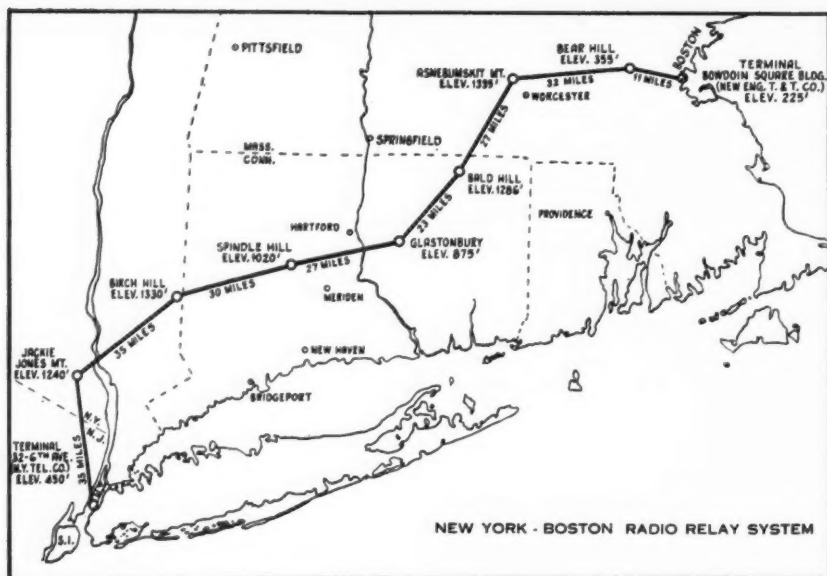 PITTSFIELD
BEAR HILL
ELEV. 355'
BOSTON
TERMINAL
BOWDOIN SQUARE BLDG.
(NEW ENG. T. & T. CO.)
ELEV. 225'
ASNEBUMSKIT MT.
ELEV. 1395'
32 MILES
11 MILES
WORCESTER
27 MILES
SPRINGFIELD
MASS.
CONN.
BALD HILL
ELEV. 1286'
23 MILES
PROVIDENCE
HARTFORD
GLASTONBURY
ELEV. 875'
SPINDLE HILL
ELEV. 1020'
27 MILES
BIRCH HILL
ELEV. 1330'
30 MILES
MERIDEN
35 MILES
NEW HAVEN
JACKIE
JONES MT.
ELEV. 1240'
BRIDGEPORT
N.Y.
N.J.
TERMINAL
32-6TH AVE.
(N.Y. TEL. CO.)
ELEV. 450'
35 MILES
S.I.
NEW YORK - BOSTON RADIO RELAY SYSTEM